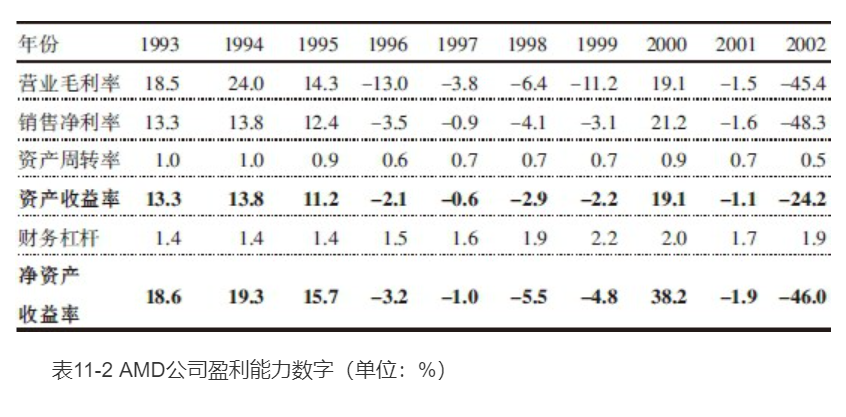 年份 1993 1994 1995 1996 1997 1998 1999 2000 2001 2002
营业毛利率 18.5 24.0 14.3 –13.0 –3.8 –6.4 –11.2 19.1 –1.5 –45.4
销售净利率 13.3 13.8 12.4 –3.5 –0.9 –4.1 –3.1 21.2 –1.6 –48.3
资产周转率 1.0 1.0 0.9 0.6 0.7 0.7 0.7 0.9 0.7 0.5
资产收益率 13.3 13.8 11.2 –2.1 –0.6 –2.9 –2.2 19.1 –1.1 –24.2
财务杠杆 1.4 1.4 1.4 1.5 1.6 1.9 2.2 2.0 1.7 1.9
净资产
收益率 18.6 19.3 15.7 –3.2 –1.0 –5.5 –4.8 38.2 –1.9 –46.0
表11-2 AMD公司盈利能力数字（单位：%）